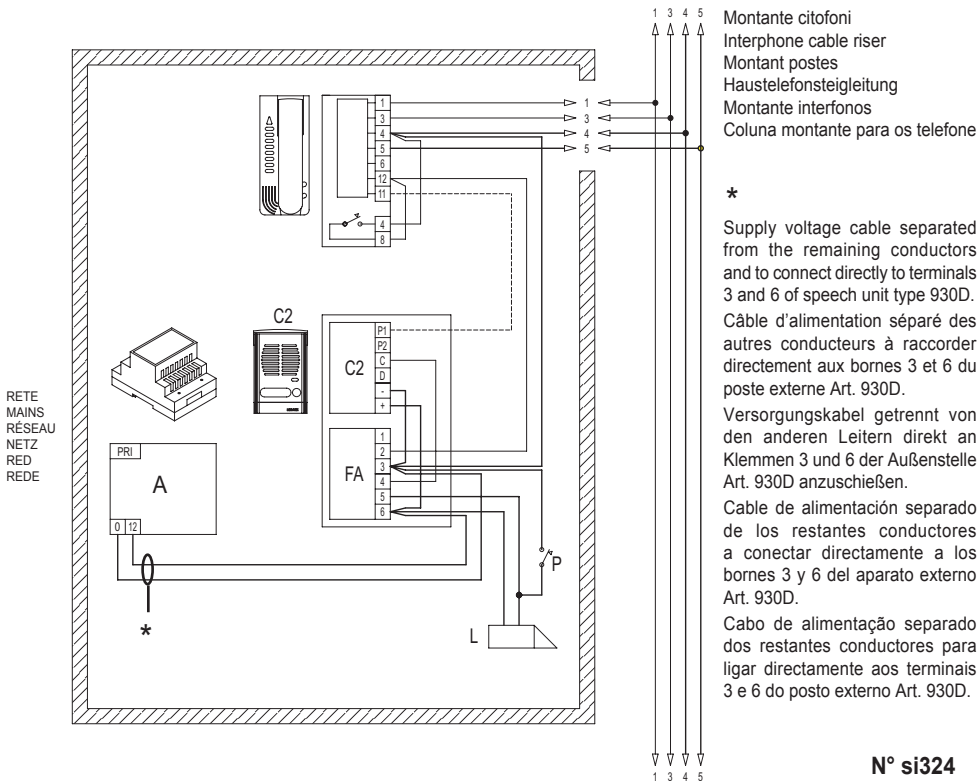 1 3 4 5
Montante citofoni
Interphone cable riser
Montant postes
Haustelefonsteigleitung
Montante interfonos
Coluna montante para os telefone
1
3
4
5
6
12
11
4
8
1
3
4
5
*
Supply voltage cable separated
from the remaining conductors
and to connect directly to terminals
3 and 6 of speech unit type 930D.
Câble d'alimentation séparé des
autres conducteurs à raccorder
directement aux bornes 3 et 6 du
poste externe Art. 930D.
Versorgungskabel getrennt von
den anderen Leitern direkt an
Klemmen 3 und 6 der Außenstelle
Art. 930D anzuschießen.
Cable de alimentación separado
de los restantes conductores
a conectar directamente a los
bornes 3 y 6 del aparato externo
Art. 930D.
Cabo de alimentação separado
dos restantes conductores para
ligar directamente aos terminais
3 e 6 do posto externo Art. 930D.
C2
C2
P1
P2
C
D
-
+
FA
1
2
3
4
5
6
RETE
MAINS
RÉSEAU
NETZ
RED
REDE
PRI
A
0 12
*
P
L
1 3 4 5
N° si324